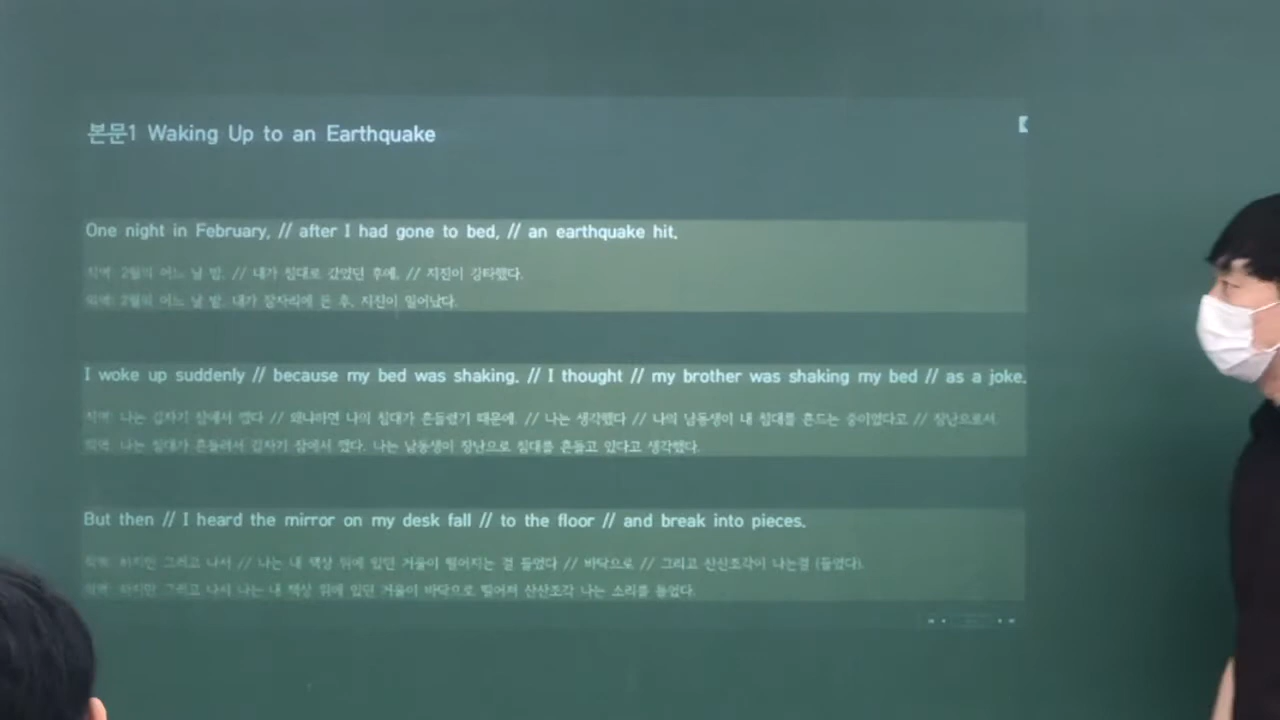 본문1 Waking Up to an Earthquake
One night in February, // after I had gone to bed, // an earthquake hit.
직역: 2월의 어느 날 밤, // 내가 침대로 갔었던 후에, // 지진이 강타했다.
의역: 2월의 어느 날 밤, 내가 잠자리에 든 후, 지진이 일어났다.
I woke up suddenly // because my bed was shaking. // I thought // my brother was shaking my bed // as a joke.
직역: 나는 갑자기 잠에서 깼다 // 왜냐하면 나의 침대가 흔들렸기 때문에. // 나는 생각했다 // 나의 남동생이 내 침대를 흔드는 중이었다고 // 장난으로서.
의역: 나는 침대가 흔들려서 갑자기 잠에서 깼다. 나는 남동생이 장난으로 침대를 흔들고 있다고 생각했다.
But then // I heard the mirror on my desk fall // to the floor // and break into pieces.
직역: 하지만 그리고 나서 // 나는 내 책상 위에 있던 거울이 떨어지는 걸 들었다 // 바닥으로 // 그리고 산산조각이 나는걸 (들었다).
의역: 하지만 그리고 나서 나는 내 책상 위에 있던 거울이 바닥으로 떨어져 산산조각 나는 소리를 들었다.